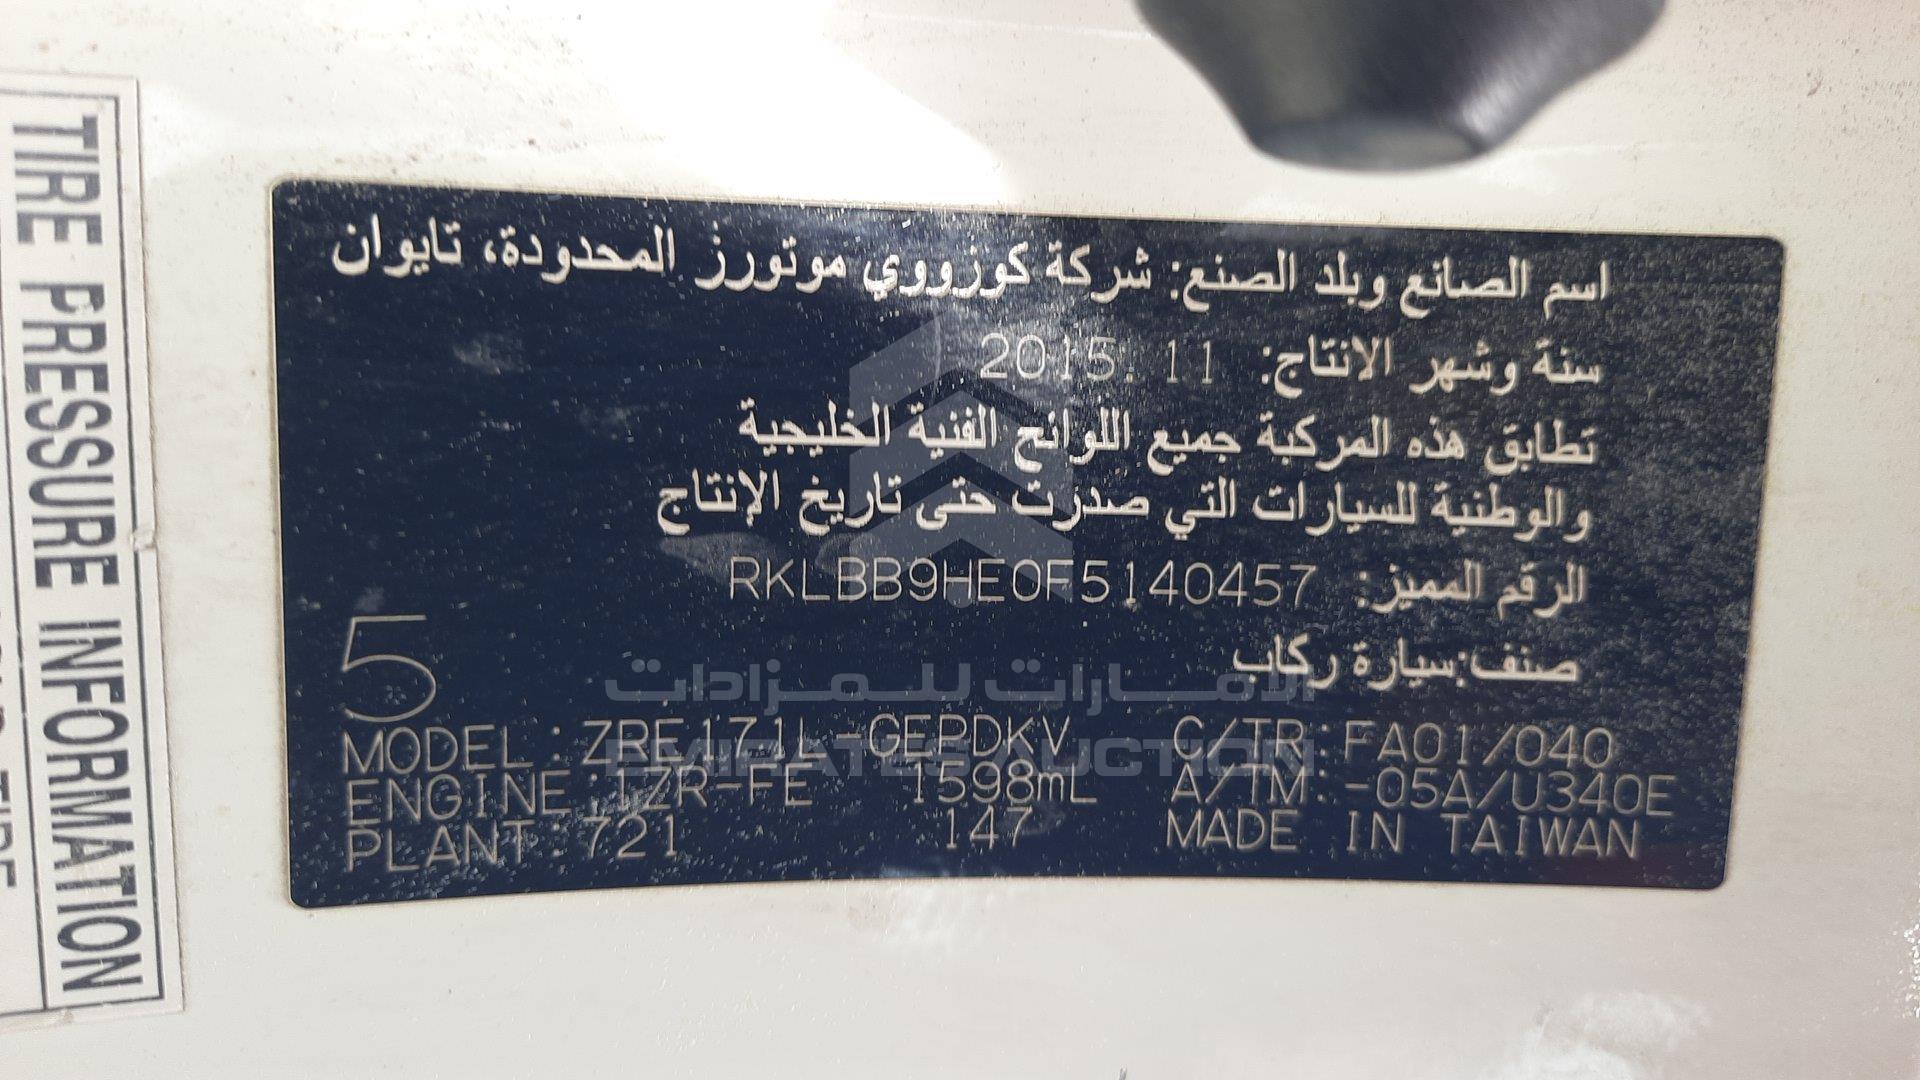 TIRE PRESSURE INFORMATION
اسم الصانع وبلد الصنع: شركة كوزووي موتورز المحدودة، تايوان
سنة وشهر الانتاج: 2015. 11
تطابق هذه المركبة جميع اللوائح الفنية الخليجية
والوطنية للسيارات التي صدرت حتى تاريخ الإنتاج
الرقم المميز: RKLBB9HE0F5140457
صنف:سيارة ركاب
5
الامارات للمزادات
EMIRATES AUCTION
MODEL : ZRE171L-GEPDKV C/TR: FA01/040
ENGINE: 1ZR-FE 1598mL A/TM: -05A/U340E
PLANT: 721 147 MADE IN TAIWAN